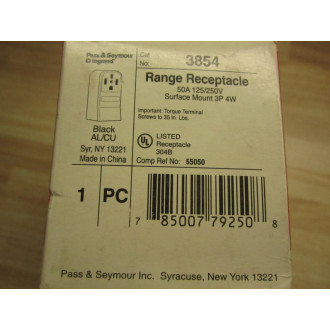 Pass & Seymour
legrand
Cat
No.
3854
Range Receptacle
50A 125/250V
Surface Mount 3P 4W
Important: Torque Terminal
Screws to 35 in. Lbs.
Black
AL/CU
Syr, NY 13221
Made in China
UL
LISTED
Receptacle
304B
Comp Ref No: 55050
1 PC
7 85007 79250 8
Pass & Seymour Inc. Syracuse, New York 13221